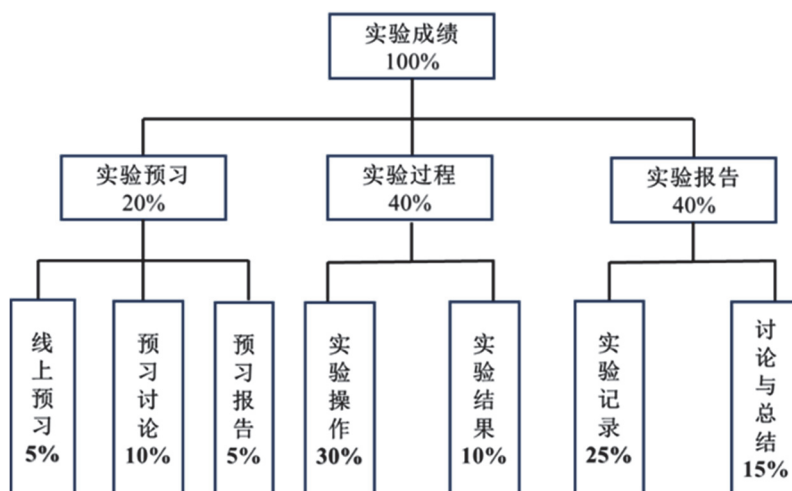 实验成绩
100%
实验预习
20%
实验过程
40%
实验报告
40%
线上预习
5%
预习讨论
10%
预习报告
5%
实验操作
30%
实验结果
10%
实验记录
25%
讨论与总结
15%